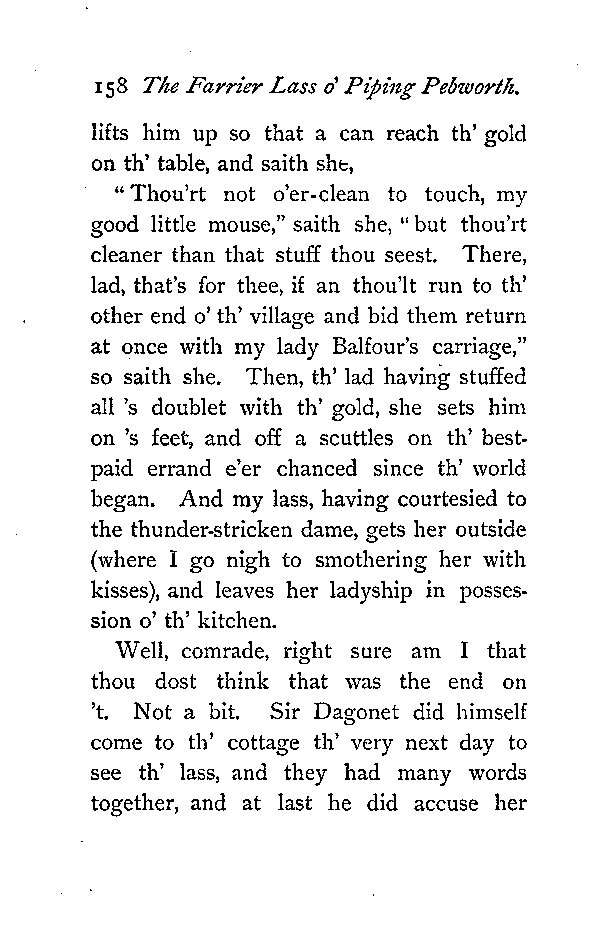 158 The Farrier Lass o' Piping Pebworth.
lifts him up so that a can reach th' gold
on th' table, and saith she,
“Thou'rt not o'er-clean to touch, my
good little mouse,” saith she, “but thou'rt
cleaner than that stuff thou seest. There,
lad, that's for thee, if an thou'lt run to th'
other end o' th' village and bid them return
at once with my lady Balfour's carriage,”
so saith she. Then, th' lad having stuffed
all 's doublet with th' gold, she sets him
on 's feet, and off a scuttles on th' best-
paid errand e'er chanced since th' world
began. And my lass, having courtesied to
the thunder-stricken dame, gets her outside
(where I go nigh to smothering her with
kisses), and leaves her ladyship in posses-
sion o' th' kitchen.
Well, comrade, right sure am I that
thou dost think that was the end on
't. Not a bit. Sir Dagonet did himself
come to th' cottage th' very next day to
see th' lass, and they had many words
together, and at last he did accuse her